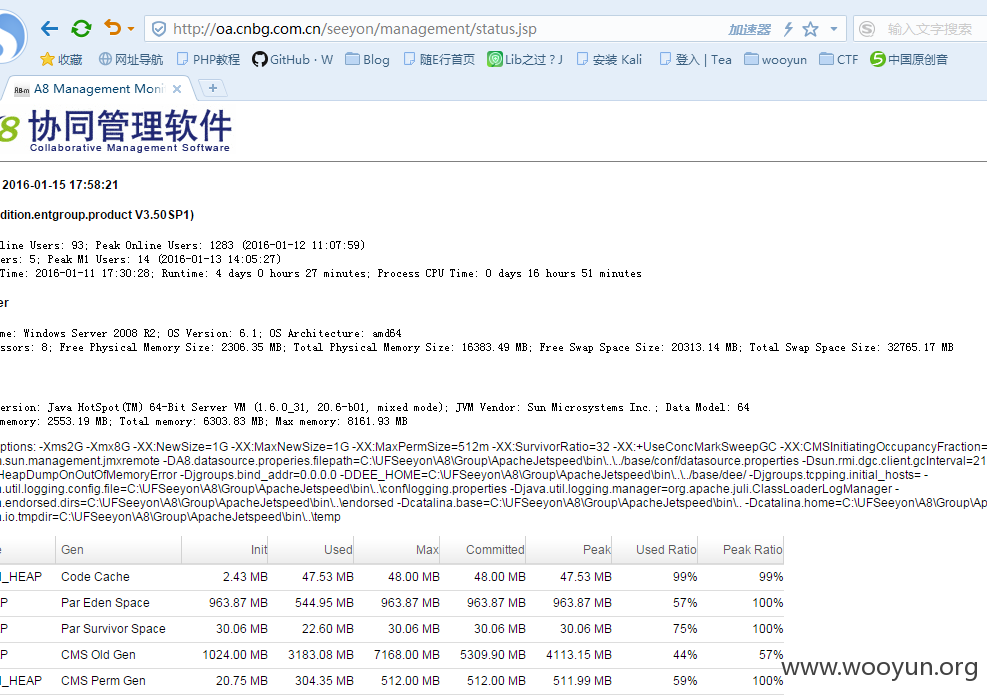 http://oa.cnbg.com.cn/seeyon/management/status.jsp 加速器 输入文字搜索
收藏 网址导航 PHP教程 GitHub · W Blog 随E行首页 Lib之过？J 安装 Kali 登入 | Tea wooyun CTF 中国原创音
A8 Management Moni
8 协同管理软件
Collaborative Management Software
2016-01-15 17:58:21
dition.entgroup.product V3.50SP1)
line Users: 93; Peak Online Users: 1283 (2016-01-12 11:07:59)
ers: 5; Peak M1 Users: 14 (2016-01-13 14:05:27)
Time: 2016-01-11 17:30:28; Runtime: 4 days 0 hours 27 minutes; Process CPU Time: 0 days 16 hours 51 minutes
er
me: Windows Server 2008 R2; OS Version: 6.1; OS Architecture: amd64
ssors: 8; Free Physical Memory Size: 2306.35 MB; Total Physical Memory Size: 16383.49 MB; Free Swap Space Size: 20313.14 MB; Total Swap Space Size: 32765.17 MB
ersion: Java HotSpot(TM) 64-Bit Server VM (1.6.0_31, 20.6-b01, mixed mode); JVM Vendor: Sun Microsystems Inc.; Data Model: 64
memory: 2553.19 MB; Total memory: 6303.83 MB; Max memory: 8161.93 MB
ptions: -Xms2G -Xmx8G -XX:NewSize=1G -XX:MaxNewSize=1G -XX:MaxPermSize=512m -XX:SurvivorRatio=32 -XX:+UseConcMarkSweepGC -XX:CMSInitiatingOccupancyFraction=
m.sun.management.jmxremote -DA8.datasource.properies.filepath=C:\UFSeeyon\A8\Group\ApacheJetspeed\bin\..\../base/conf/datasource.properties -Dsun.rmi.dgc.client.gcInterval=21
HeapDumpOnOutOfMemoryError -Djgroups.bind_addr=0.0.0.0 -DDEE_HOME=C:\UFSeeyon\A8\Group\ApacheJetspeed\bin\..\../base/dee/ -Djgroups.tcpping.initial_hosts= -
n.util.logging.config.file=C:\UFSeeyon\A8\Group\ApacheJetspeed\bin\..\conf\logging.properties -Djava.util.logging.manager=org.apache.juli.ClassLoaderLogManager -
n.endorsed.dirs=C:\UFSeeyon\A8\Group\ApacheJetspeed\bin\..\endorsed -Dcatalina.base=C:\UFSeeyon\A8\Group\ApacheJetspeed\bin\.. -Dcatalina.home=C:\UFSeeyon\A8\Group\Ap
n.io.tmpdir=C:\UFSeeyon\A8\Group\ApacheJetspeed\bin\..\temp
e Gen Init Used Max Committed Peak Used Ratio Peak Ratio
I_HEAP Code Cache 2.43 MB 47.53 MB 48.00 MB 48.00 MB 47.53 MB 99% 99%
P Par Eden Space 963.87 MB 544.95 MB 963.87 MB 963.87 MB 963.87 MB 57% 100%
P Par Survivor Space 30.06 MB 22.60 MB 30.06 MB 30.06 MB 30.06 MB 75% 100%
P CMS Old Gen 1024.00 MB 3183.08 MB 7168.00 MB 5309.90 MB 4113.15 MB 44% 57%
I_HEAP CMS Perm Gen 20.75 MB 304.35 MB 512.00 MB 512.00 MB 511.99 MB 59% 100%
www.wooyun.org